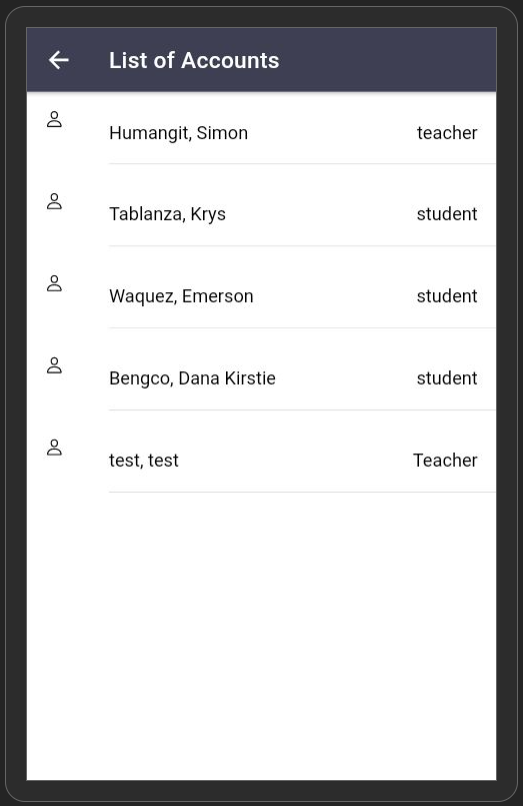 List of Accounts
Humangit, Simon teacher
Tablanza, Krys student
Waquez, Emerson student
Bengco, Dana Kirstie student
test, test Teacher